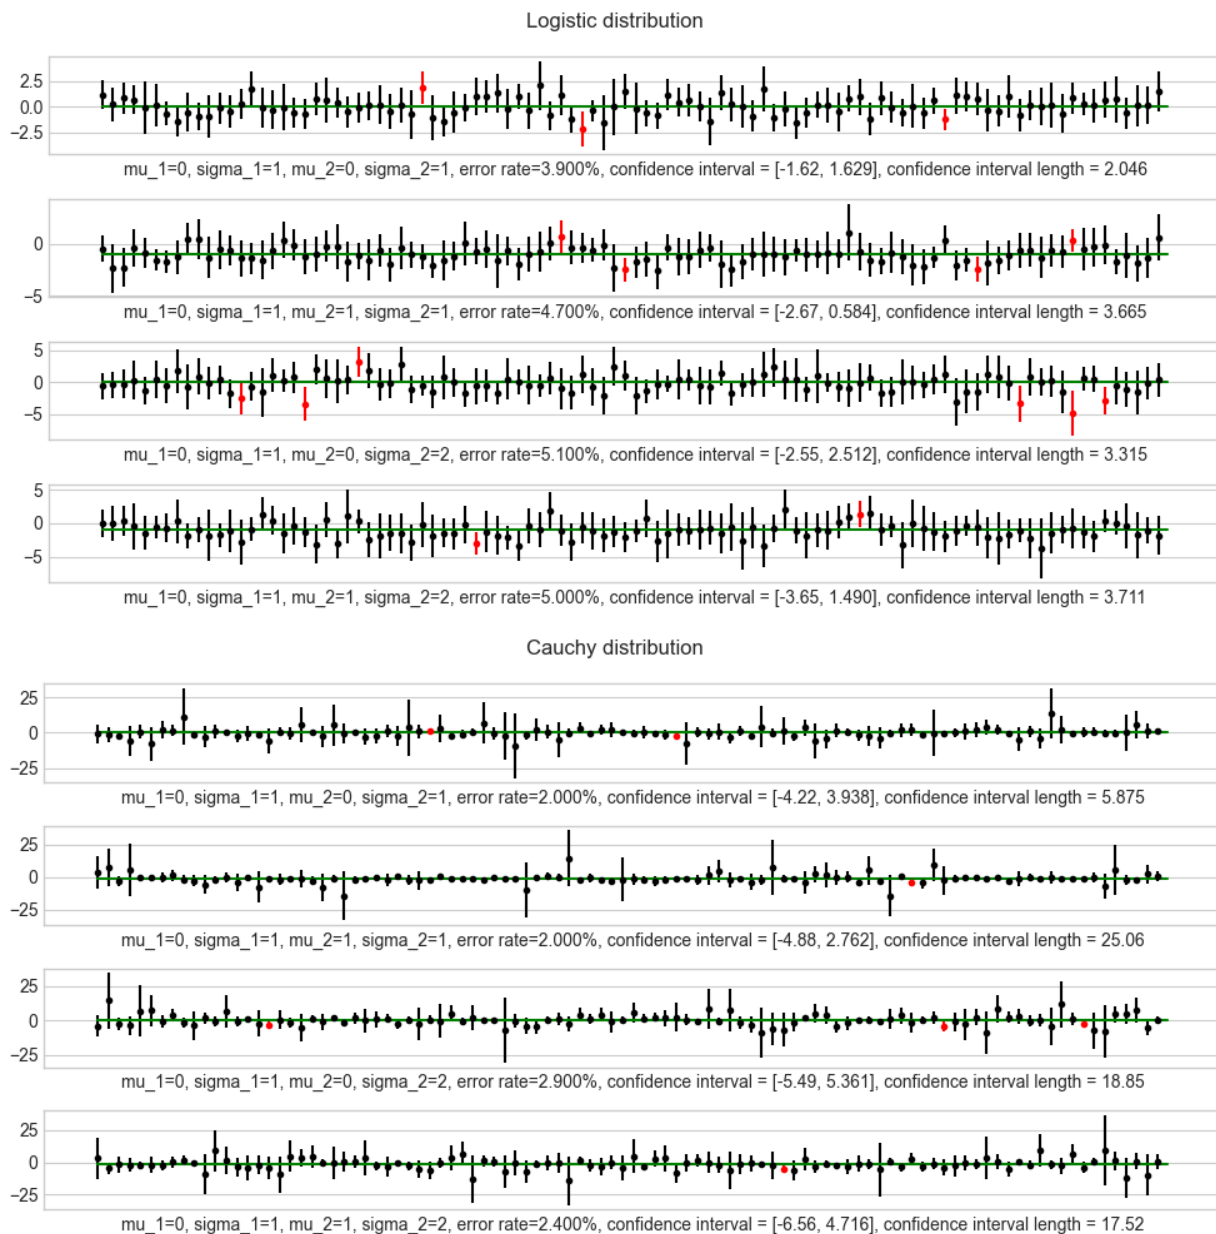 Logistic distribution
2.5
0.0
−2.5
mu_1=0, sigma_1=1, mu_2=0, sigma_2=1, error rate=3.900%, confidence interval = [-1.62, 1.629], confidence interval length = 2.046
0
−5
mu_1=0, sigma_1=1, mu_2=1, sigma_2=1, error rate=4.700%, confidence interval = [-2.67, 0.584], confidence interval length = 3.665
5
0
−5
mu_1=0, sigma_1=1, mu_2=0, sigma_2=2, error rate=5.100%, confidence interval = [-2.55, 2.512], confidence interval length = 3.315
5
0
−5
mu_1=0, sigma_1=1, mu_2=1, sigma_2=2, error rate=5.000%, confidence interval = [-3.65, 1.490], confidence interval length = 3.711
Cauchy distribution
25
0
−25
mu_1=0, sigma_1=1, mu_2=0, sigma_2=1, error rate=2.000%, confidence interval = [-4.22, 3.938], confidence interval length = 5.875
25
0
−25
mu_1=0, sigma_1=1, mu_2=1, sigma_2=1, error rate=2.000%, confidence interval = [-4.88, 2.762], confidence interval length = 25.06
25
0
−25
mu_1=0, sigma_1=1, mu_2=0, sigma_2=2, error rate=2.900%, confidence interval = [-5.49, 5.361], confidence interval length = 18.85
25
0
−25
mu_1=0, sigma_1=1, mu_2=1, sigma_2=2, error rate=2.400%, confidence interval = [-6.56, 4.716], confidence interval length = 17.52